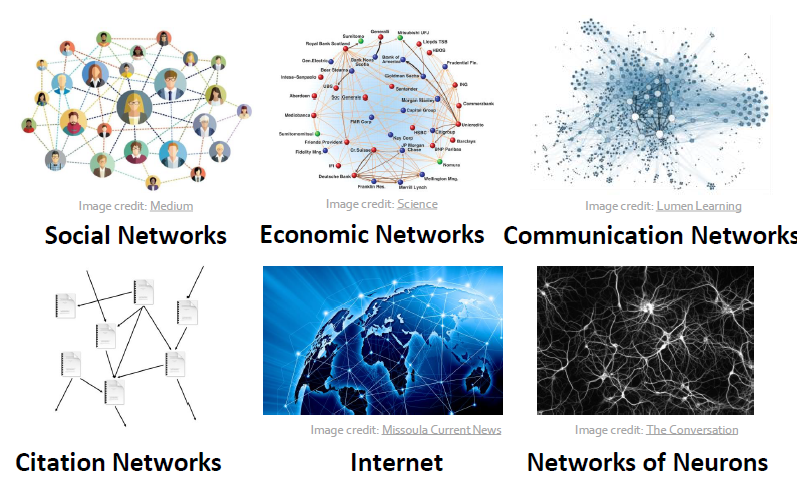 Sumitomo
Generali
Mitsubishi UFJ
Royal Bank Scotland
Lloyds TSB
HBOS
Gen.Electric
Bank Nova
Scotia
Bank of
America
Prudential Fin.
Bear Stearns
Goldman Sachs
Intesa-Sanpaolo
UBS
Santander
ING
Aberdeen
Soc. Generale
Morgan Stanley
Commerzbank
Mediobanca
Capital Group
FMR Corp
Unicredito
Sumitomomitsui
HSBC
Citigroup
Key Corp
Friends Provident
Barclays
JP Morgan
Chase
BNP Paribas
Fidelity Mng.
Cr.Suisse
Nomura
IFI
Deutsche Bank
Wellington Mng.
Franklin Res.
Merrill Lynch
Image credit: Medium
Image credit: Science
Image credit: Lumen Learning
Social Networks
Economic Networks
Communication Networks
Image credit: Missoula Current News
Image credit: The Conversation
Citation Networks
Internet
Networks of Neurons